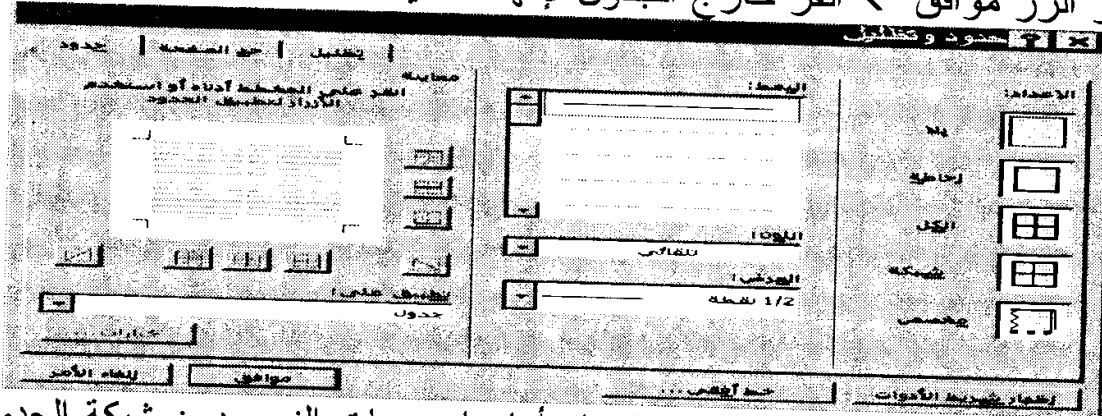 الزر موافق
حدود وتظليل
حدود | حد الصفحة | تظليل
الإعداد:
بلا
إحاطة
الكل
شبكة
مخصص
النمط:
اللون:
تلقائي
العرض:
1/2 نقطة
معاينة
انقر على المخطط أدناه أو استخدم
الأزرار لتطبيق الحدود
تطبيق على:
جدول
خيارات...
إظهار شريط الأدوات
خط أفقي...
موافق
إلغاء الأمر
شبكة